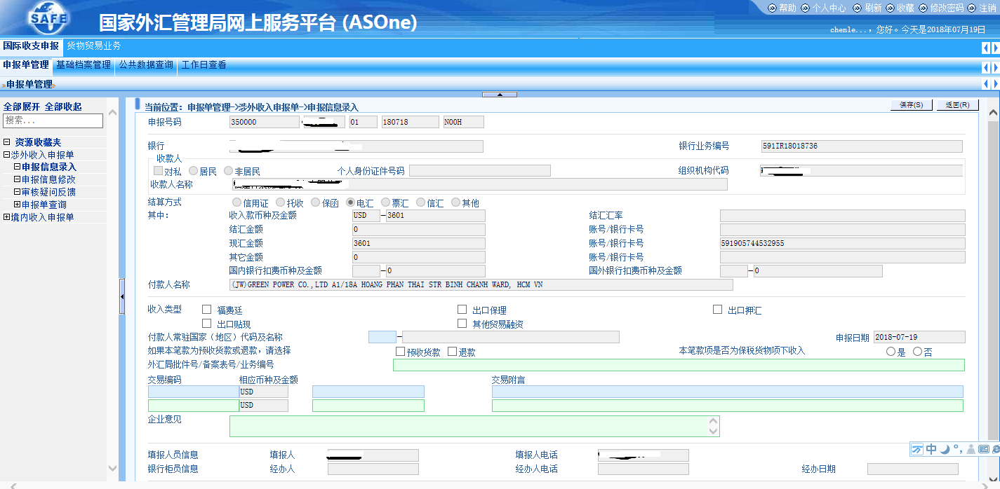 SAFE 国家外汇管理局网上服务平台 (ASOne)
帮助 个人中心 刷新 收藏 修改密码 注销
chenle...，您好。今天是2018年07月19日
国际收支申报 货物贸易业务
申报单管理 基础档案管理 公共数据查询 工作日查看
»申报单管理
全部展开 全部收起
搜索...
资源收藏夹
涉外收入申报单
申报信息录入
申报信息修改
审核疑问反馈
申报单查询
境内收入申报单
当前位置：申报单管理->涉外收入申报单->申报信息录入 保存(S) 返回(R)
申报号码 350000 01 180718 N00H
银行 银行业务编号 591IR18018736
收款人
对私 居民 非居民 个人身份证件号码 组织机构代码
收款人名称
结算方式 信用证 托收 保函 电汇 票汇 信汇 其他
其中： 收入款币种及金额 USD -3601 结汇汇率
结汇金额 0 账号/银行卡号
现汇金额 3601 账号/银行卡号 591905744532955
其它金额 0 账号/银行卡号
国内银行扣费币种及金额 -0 国外银行扣费币种及金额 -0
付款人名称 (JW)GREEN POWER CO.,LTD A1/18A HOANG PHAN THAI STR BINH CHANH WARD, HCM VN
收入类型 福费廷 出口保理 出口押汇
出口贴现 其他贸易融资
付款人常驻国家（地区）代码及名称 - 申报日期 2018-07-19
如果本笔款为预收货款或退款，请选择 预收货款 退款 本笔款项是否为保税货物项下收入 是 否
外汇局批件号/备案表号/业务编号
交易编码 相应币种及金额 交易附言
USD
USD
企业意见
填报人员信息 填报人 填报人电话
银行柜员信息 经办人 经办人电话 经办日期
中